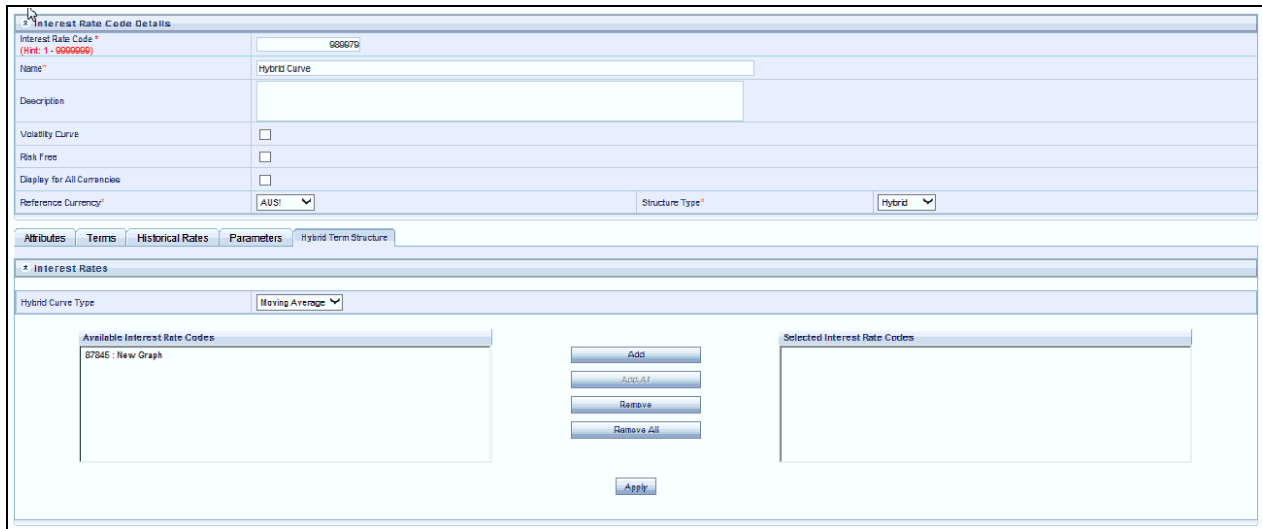 Interest Rate Code Details
Interest Rate Code *
(Hint: 1 - 9999999)
989979
Name*
Hybrid Curve
Description
Volatility Curve
Risk Free
Display for All Currencies
Reference Currency*
AUS!
Structure Type*
Hybrid
Attributes
Terms
Historical Rates
Parameters
Hybrid Term Structure
Interest Rates
Hybrid Curve Type
Moving Average
Available Interest Rate Codes
Selected Interest Rate Codes
87845 : New Graph
Add
Add All
Remove
Remove All
Apply